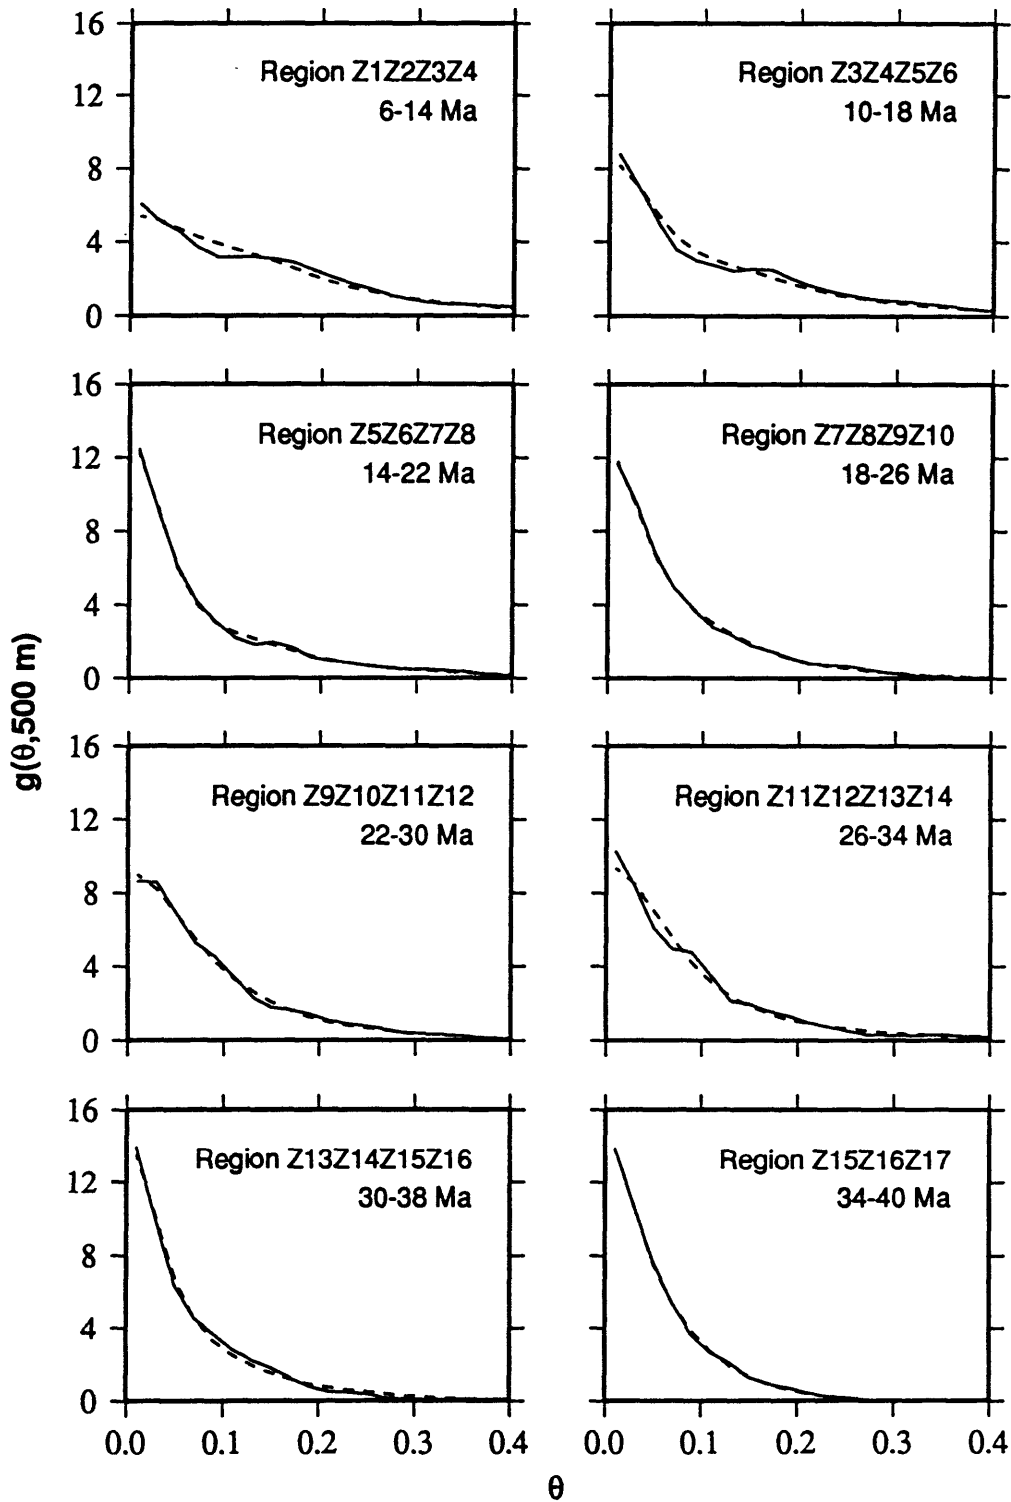 16
12
8
4
0
Region Z1Z2Z3Z4
6-14 Ma
Region Z3Z4Z5Z6
10-18 Ma
16
12
8
4
0
Region Z5Z6Z7Z8
14-22 Ma
Region Z7Z8Z9Z10
18-26 Ma
g(θ,500 m)
16
12
8
4
0
Region Z9Z10Z11Z12
22-30 Ma
Region Z11Z12Z13Z14
26-34 Ma
16
12
8
4
0
Region Z13Z14Z15Z16
30-38 Ma
Region Z15Z16Z17
34-40 Ma
0.0 0.1 0.2 0.3 0.4
0.0 0.1 0.2 0.3 0.4
θ